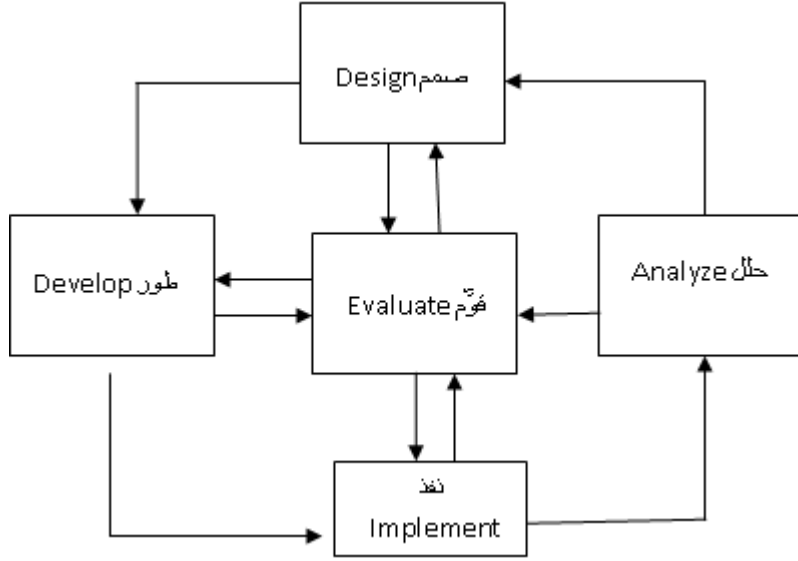 Design صمم
Develop طور
Evaluate قوّم
Analyze حلل
نفذ
Implement